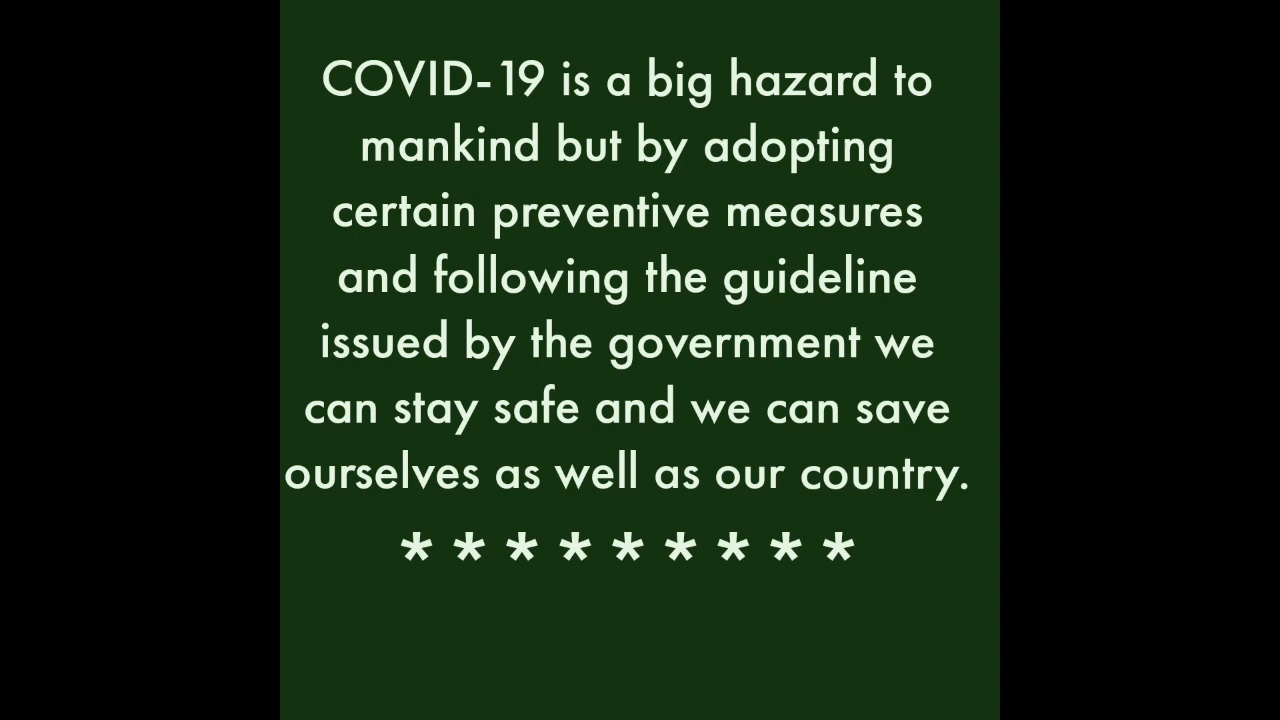 COVID-19 is a big hazard to
mankind but by adopting
certain preventive measures
and following the guideline
issued by the government we
can stay safe and we can save
ourselves as well as our country.
* * * * * * * * *